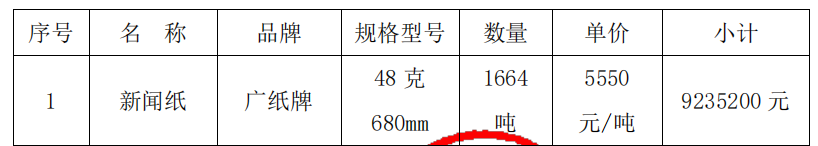 序号 名 称 品牌 规格型号 数量 单价 小计
1 新闻纸 广纸牌 48 克 680mm 1664 吨 5550 元/吨 9235200 元